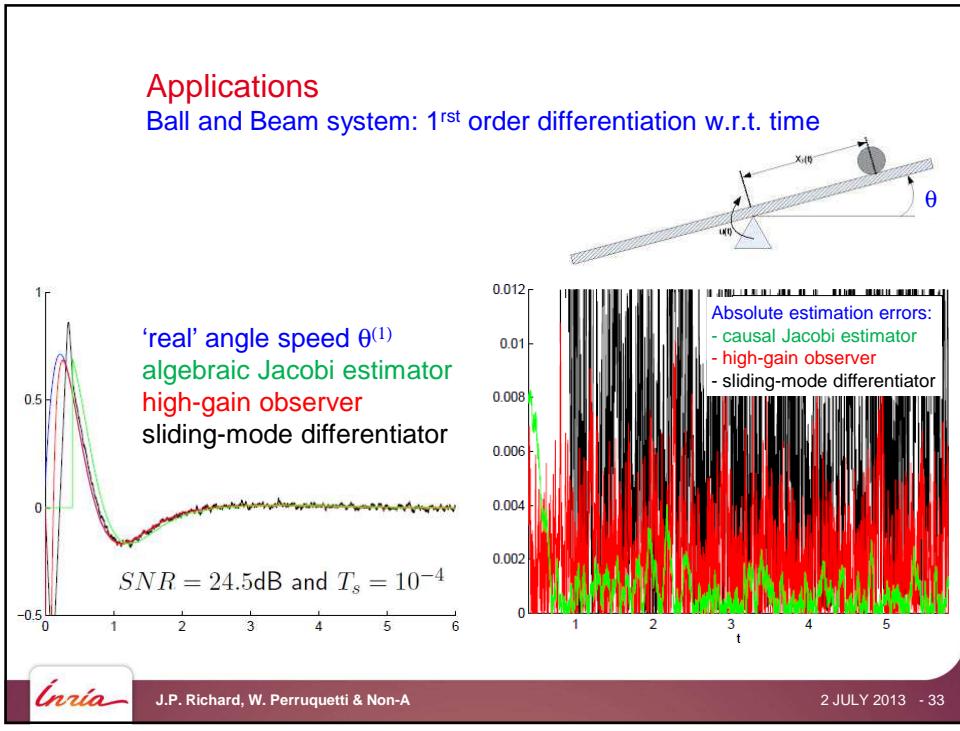 Applications
Ball and Beam system: 1rst order differentiation w.r.t. time
X₁(t)
θ
u(t)
1
0.5
0
−0.5
0 1 2 3 4 5 6
'real' angle speed θ(1)
algebraic Jacobi estimator
high-gain observer
sliding-mode differentiator
SNR = 24.5dB and Ts = 10−4
0.012
0.01
0.008
0.006
0.004
0.002
0
1 2 3 4 5
t
Absolute estimation errors:
- causal Jacobi estimator
- high-gain observer
- sliding-mode differentiator
Inria
J.P. Richard, W. Perruquetti & Non-A
2 JULY 2013 - 33